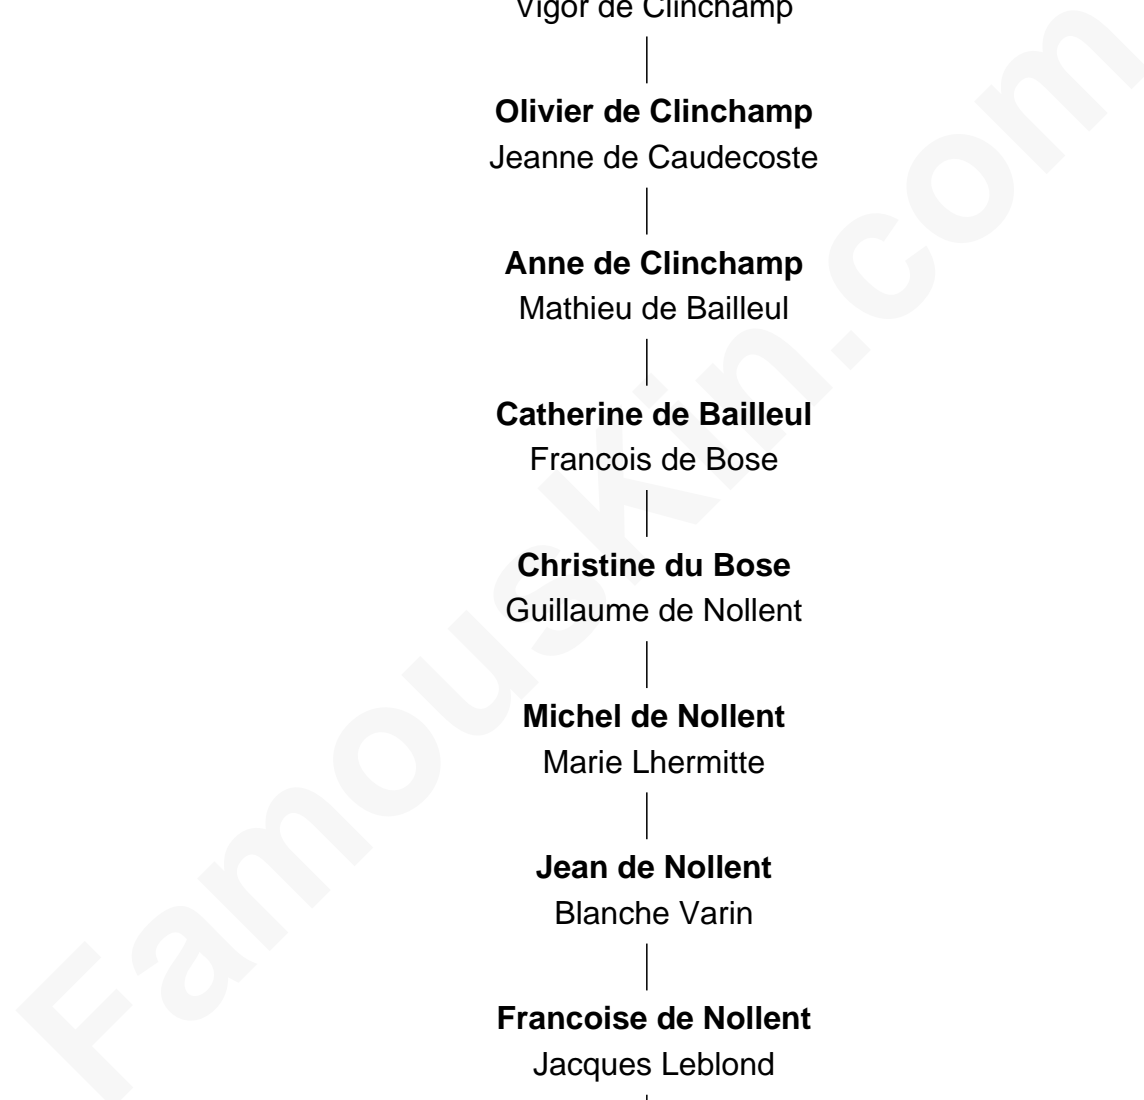 Vigor de Clinchamp
Olivier de Clinchamp
Jeanne de Caudecoste
Anne de Clinchamp
Mathieu de Bailleul
Catherine de Bailleul
Francois de Bose
Christine du Bose
Guillaume de Nollent
Michel de Nollent
Marie Lhermitte
Jean de Nollent
Blanche Varin
Francoise de Nollent
Jacques Leblond
FamousKin.com